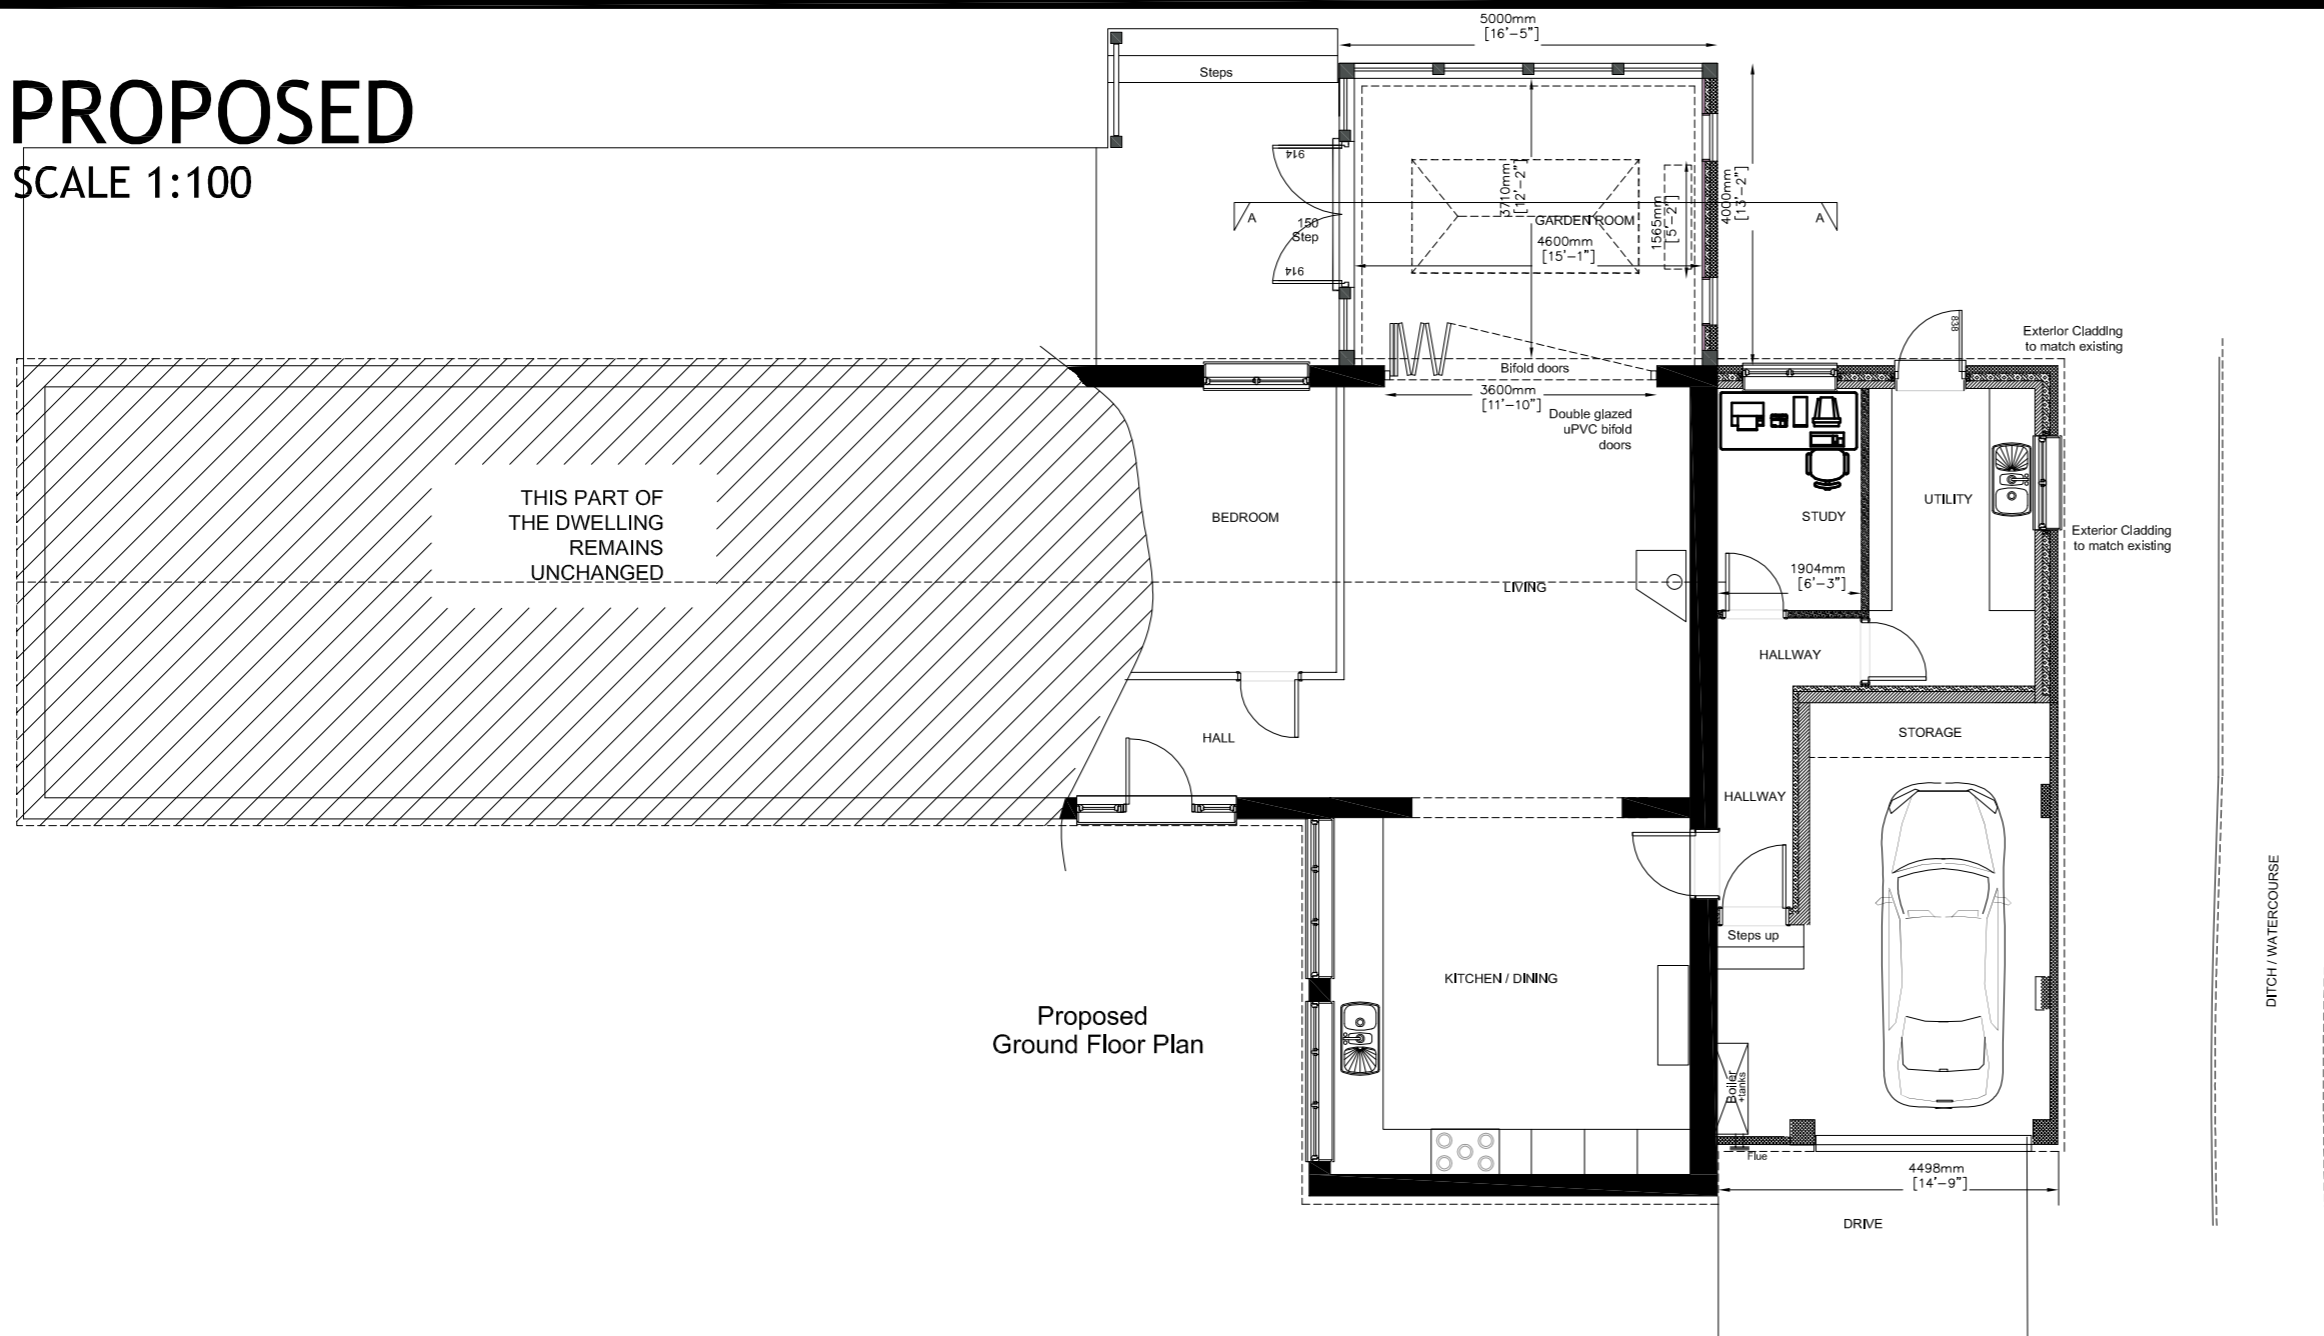 PROPOSED
SCALE 1:100
5000mm
[16'-5"]
Steps
914
150
Step
914
A
A
3710mm
[12'-2"]
GARDEN ROOM
4600mm
[15'-1"]
1565mm
[5'-2"]
4000mm
[13'-2"]
838
Exterior Cladding
to match existing
Bifold doors
3600mm
[11'-10"]
Double glazed
uPVC bifold
doors
THIS PART OF
THE DWELLING
REMAINS
UNCHANGED
BEDROOM
LIVING
STUDY
UTILITY
Exterior Cladding
to match existing
1904mm
[6'-3"]
HALLWAY
HALL
STORAGE
HALLWAY
Steps up
KITCHEN / DINING
Proposed
Ground Floor Plan
Boiler
+tanks
Flue
4498mm
[14'-9"]
DRIVE
DITCH / WATERCOURSE